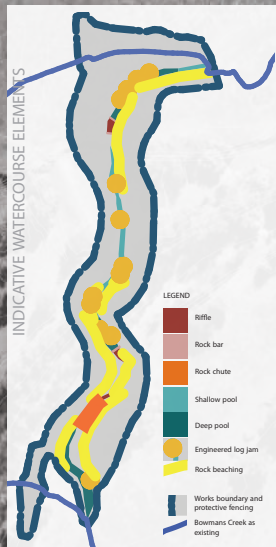 INDICATIVE WATERCOURSE ELEMENTS
LEGEND
Riffle
Rock bar
Rock chute
Shallow pool
Deep pool
Engineered log jam
Rock beaching
Works boundary and
protective fencing
Bowmans Creek as
existing